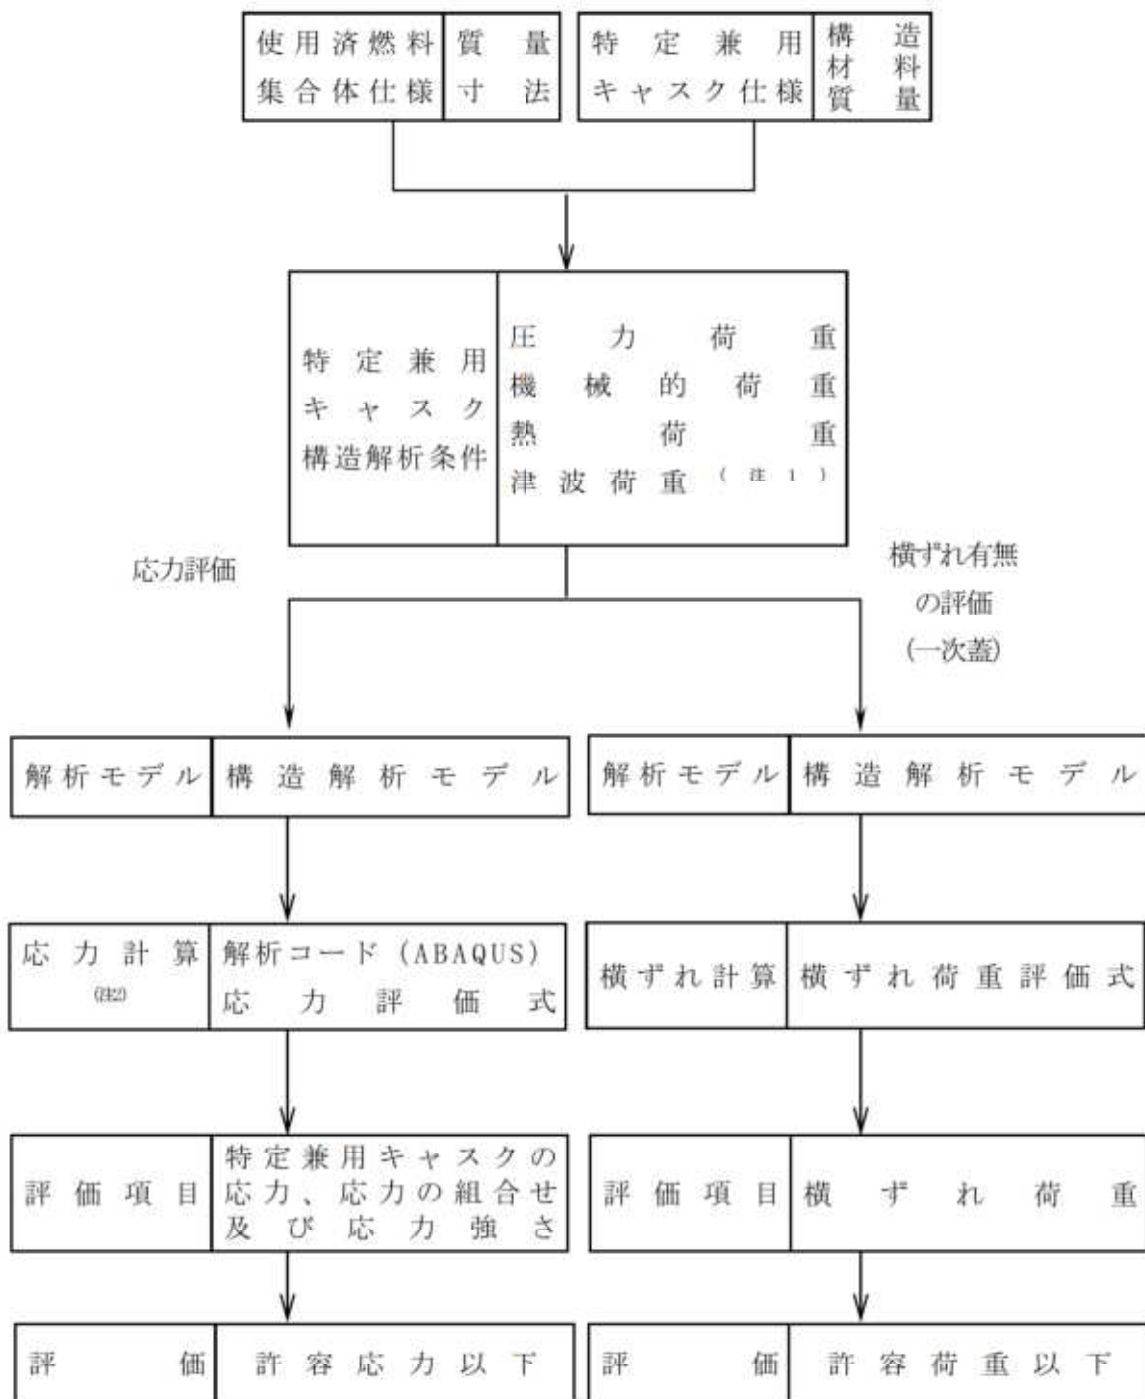 使用済燃料 質量
集合体仕様 寸法
特定兼用 構造
キャスク仕様 材料
質量
特定兼用
キャスク
構造解析条件
圧力荷重
機械的荷重
熱荷重
津波荷重(注1)
応力評価
横ずれ有無
の評価
(一次蓋)
解析モデル 構造解析モデル
解析モデル 構造解析モデル
応力計算
(注2)
解析コード(ABAQUS)
応力評価式
横ずれ計算 横ずれ荷重評価式
評価項目
特定兼用キャスクの
応力、応力の組合せ
及び応力強さ
評価項目 横ずれ荷重
評価 許容応力以下
評価 許容荷重以下